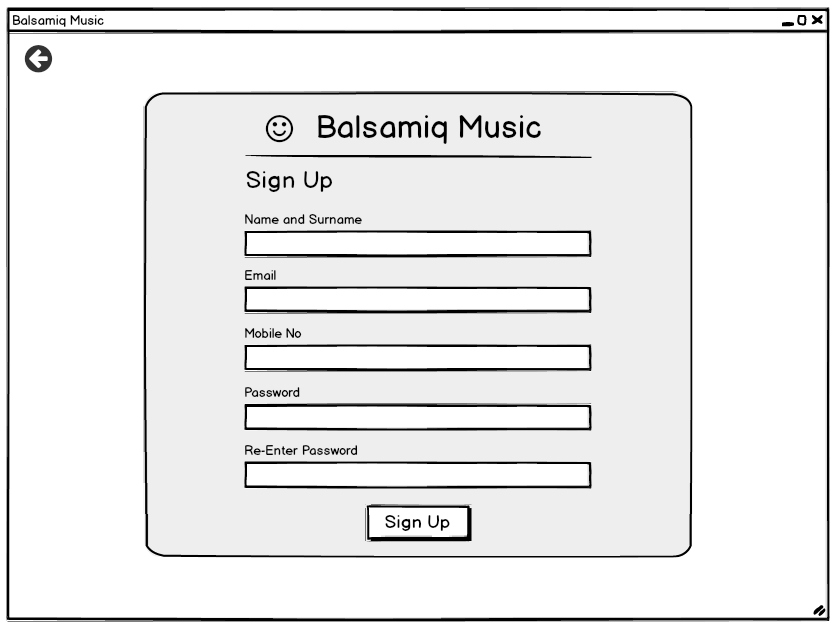 Balsamiq Music
Balsamiq Music
Sign Up
Name and Surname
Email
Mobile No
Password
Re-Enter Password
Sign Up